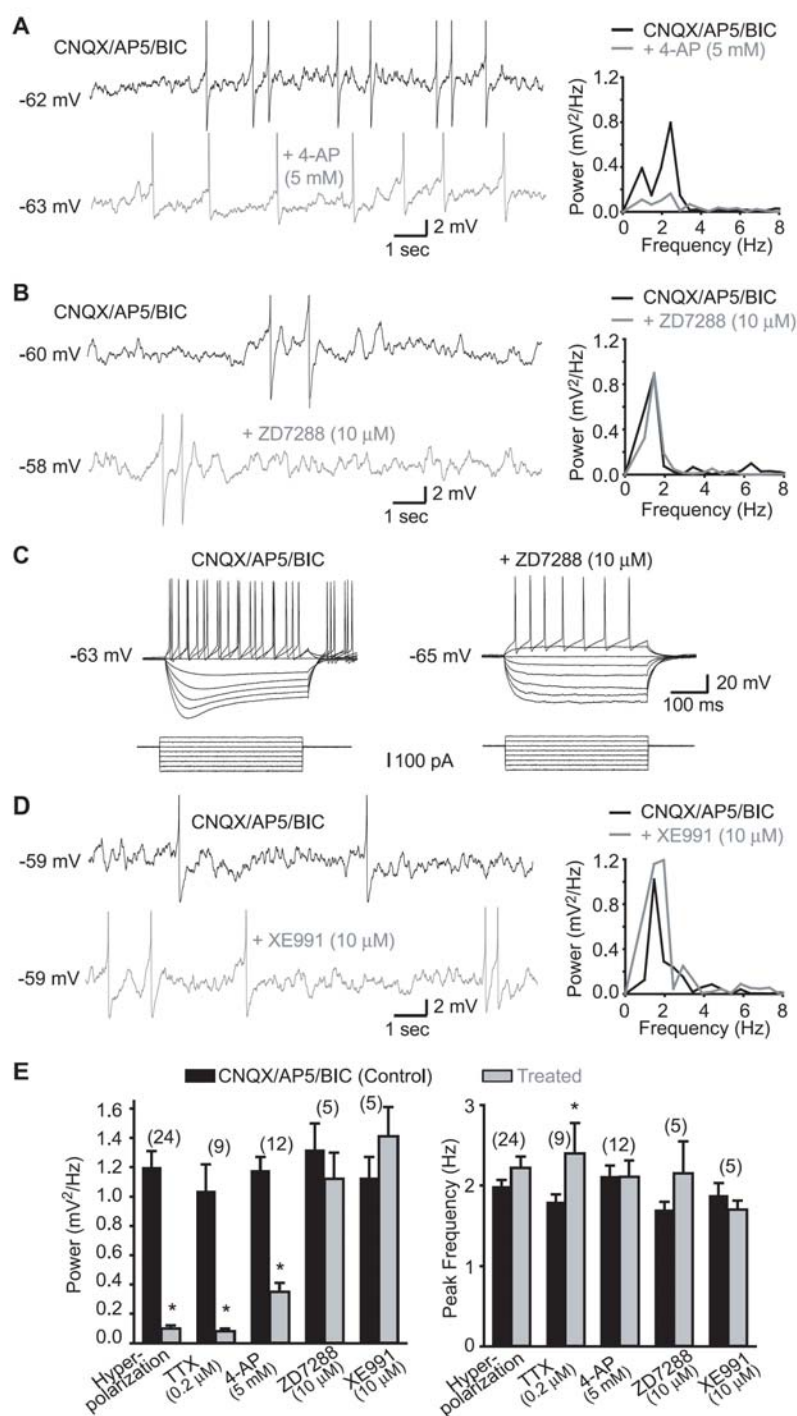 A
CNQX/AP5/BIC
-62 mV
+ 4-AP
(5 mM)
-63 mV
2 mV
1 sec
CNQX/AP5/BIC
+ 4-AP (5 mM)
Power (mV²/Hz)
1.2
0.8
0.4
0.0
0 2 4 6 8
Frequency (Hz)
B
CNQX/AP5/BIC
-60 mV
+ ZD7288 (10 µM)
-58 mV
2 mV
1 sec
CNQX/AP5/BIC
+ ZD7288 (10 µM)
Power (mV²/Hz)
1.2
0.8
0.4
0.0
0 2 4 6 8
Frequency (Hz)
C
CNQX/AP5/BIC
-63 mV
+ ZD7288 (10 µM)
-65 mV
20 mV
100 ms
100 pA
D
CNQX/AP5/BIC
-59 mV
+ XE991 (10 µM)
-59 mV
2 mV
1 sec
CNQX/AP5/BIC
+ XE991 (10 µM)
Power (mV²/Hz)
1.2
0.8
0.4
0.0
0 2 4 6 8
Frequency (Hz)
E
CNQX/AP5/BIC (Control)
Treated
Power (mV²/Hz)
1.6
1.4
1.2
1.0
0.8
0.6
0.4
0.2
0.0
(24)
(9)
(12)
(5)
(5)
*
*
*
Hyper-
polarization
TTX
(0.2 µM)
4-AP
(5 mM)
ZD7288
(10 µM)
XE991
(10 µM)
Peak Frequency (Hz)
3
2
1
0
(24)
(9)
*
(12)
(5)
(5)
Hyper-
polarization
TTX
(0.2 µM)
4-AP
(5 mM)
ZD7288
(10 µM)
XE991
(10 µM)